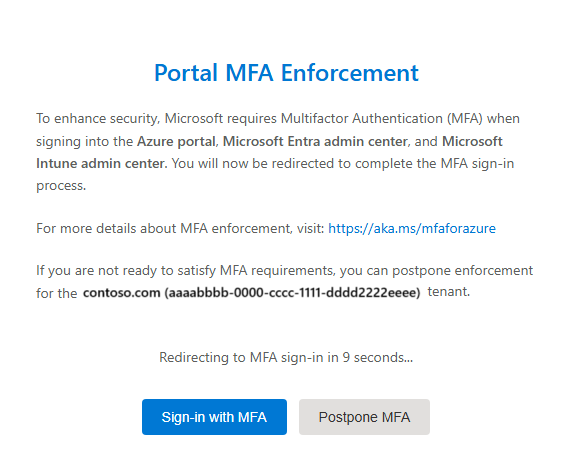 Portal MFA Enforcement
To enhance security, Microsoft requires Multifactor Authentication (MFA) when
signing into the Azure portal, Microsoft Entra admin center, and Microsoft
Intune admin center. You will now be redirected to complete the MFA sign-in
process.
For more details about MFA enforcement, visit: https://aka.ms/mfaforazure
If you are not ready to satisfy MFA requirements, you can postpone enforcement
for the contoso.com (aaaabbbb-0000-cccc-1111-dddd2222eeee) tenant.
Redirecting to MFA sign-in in 9 seconds...
Sign-in with MFA Postpone MFA